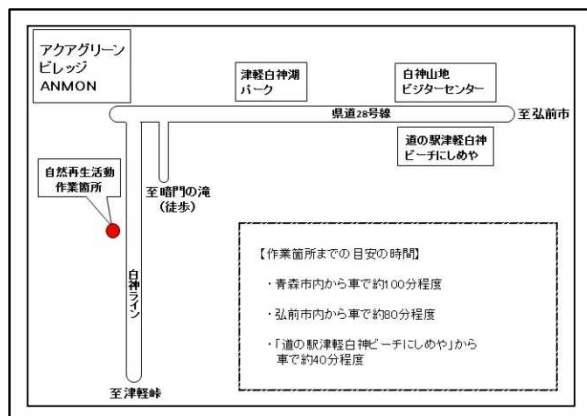 アクアグリーン
ビレッジ
ANMON
津軽白神湖
パーク
白神山地
ビジターセンター
県道28号線
至弘前市
道の駅津軽白神
ビーチにしめや
自然再生活動
作業箇所
至暗門の滝
(徒歩)
白神ライン
至津軽峠
【作業箇所までの目安の時間】
・青森市内から車で約100分程度
・弘前市内から車で約80分程度
・「道の駅津軽白神ビーチにしめや」から
車で約40分程度